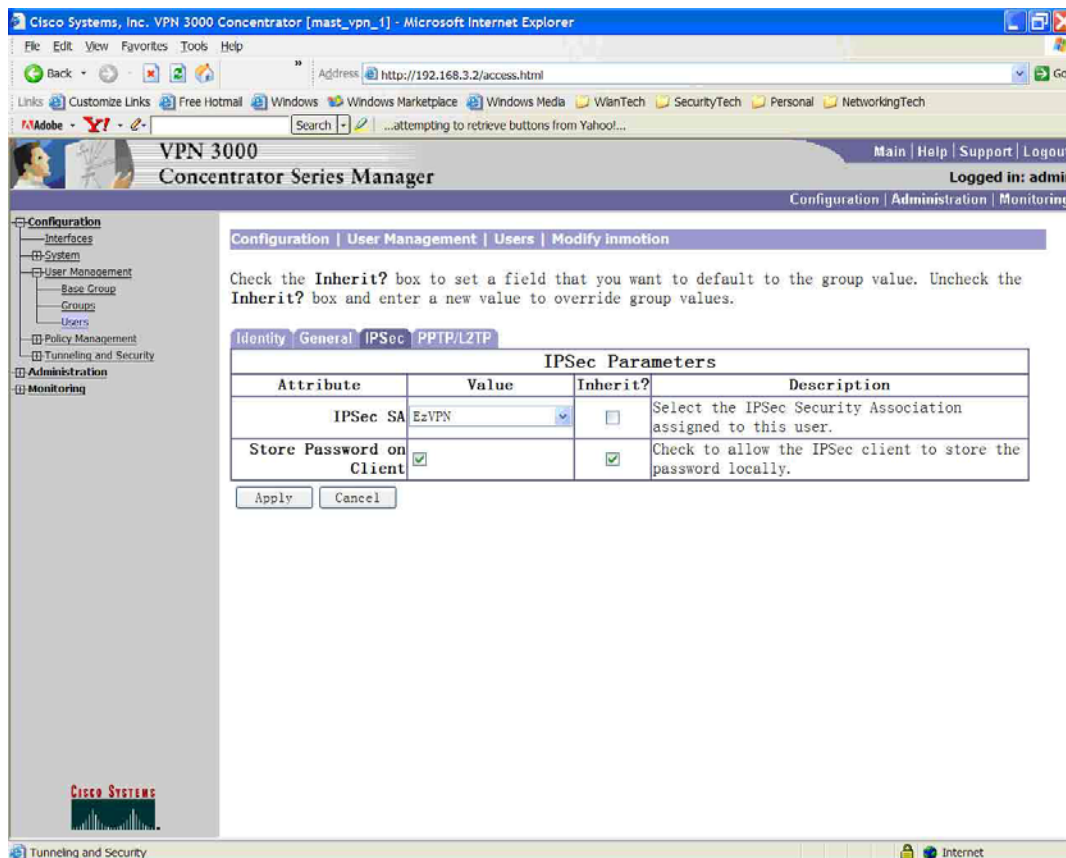 Cisco Systems, Inc. VPN 3000 Concentrator [mast_vpn_1] - Microsoft Internet Explorer
File Edit View Favorites Tools Help
Back Address http://192.168.3.2/access.html Go
Links Customize Links Free Hotmail Windows Windows Marketplace Windows Media WlanTech SecurityTech Personal NetworkingTech
Adobe Y! Search ...attempting to retrieve buttons from Yahoo!...
VPN 3000
Concentrator Series Manager
Main | Help | Support | Logout
Logged in: admi
Configuration | Administration | Monitoring
Configuration
Interfaces
System
User Management
Base Group
Groups
Users
Policy Management
Tunneling and Security
Administration
Monitoring
Configuration | User Management | Users | Modify inmotion
Check the Inherit? box to set a field that you want to default to the group value. Uncheck the
Inherit? box and enter a new value to override group values.
Identity General IPSec PPTP/L2TP
IPSec Parameters
Attribute Value Inherit? Description
IPSec SA EzVPN Select the IPSec Security Association
assigned to this user.
Store Password on
Client Check to allow the IPSec client to store the
password locally.
Apply Cancel
CISCO SYSTEMS
Tunneling and Security Internet